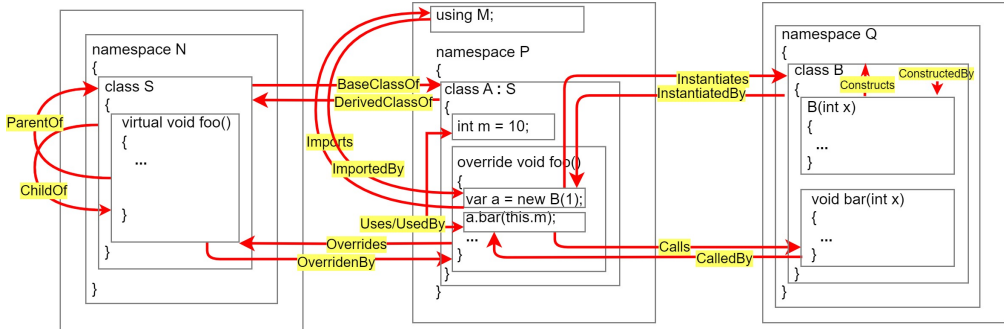 namespace N
{
class S
{
virtual void foo()
{
...
}
}
}
ParentOf
ChildOf
BaseClassOf
DerivedClassOf
Imports
ImportedBy
Uses/UsedBy
Overrides
OverridenBy
using M;
namespace P
{
class A : S
{
int m = 10;
override void foo()
{
var a = new B(1);
a.bar(this.m);
...
}
}
}
Instantiates
InstantiatedBy
Calls
CalledBy
namespace Q
{
class B
{
Constructs
ConstructedBy
B(int x)
{
...
}
void bar(int x)
{
...
}
}
}